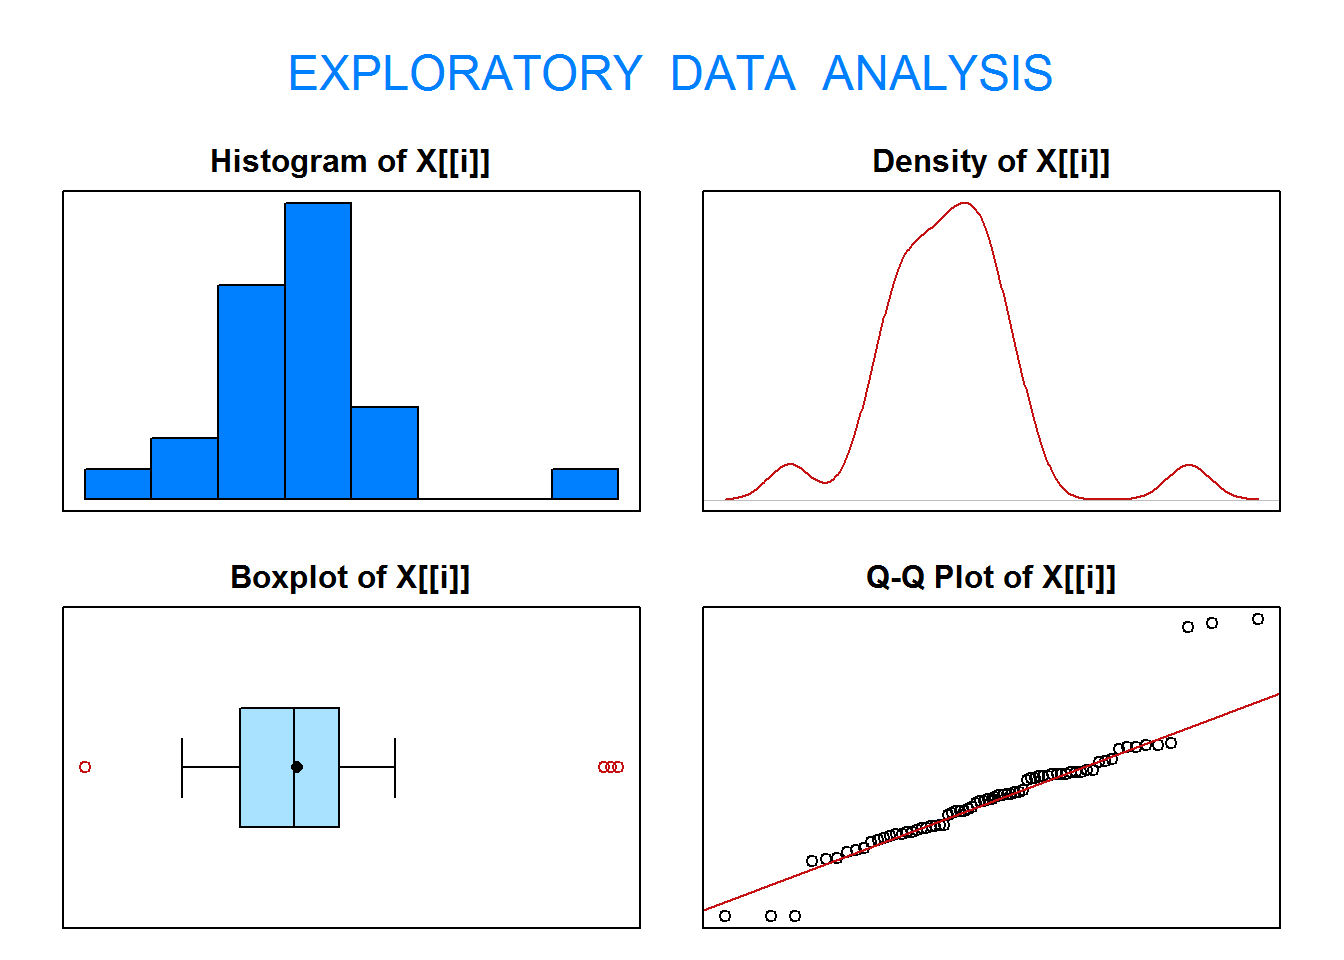 EXPLORATORY DATA ANALYSIS
Histogram of X[[i]]
Density of X[[i]]
Boxplot of X[[i]]
Q-Q Plot of X[[i]]